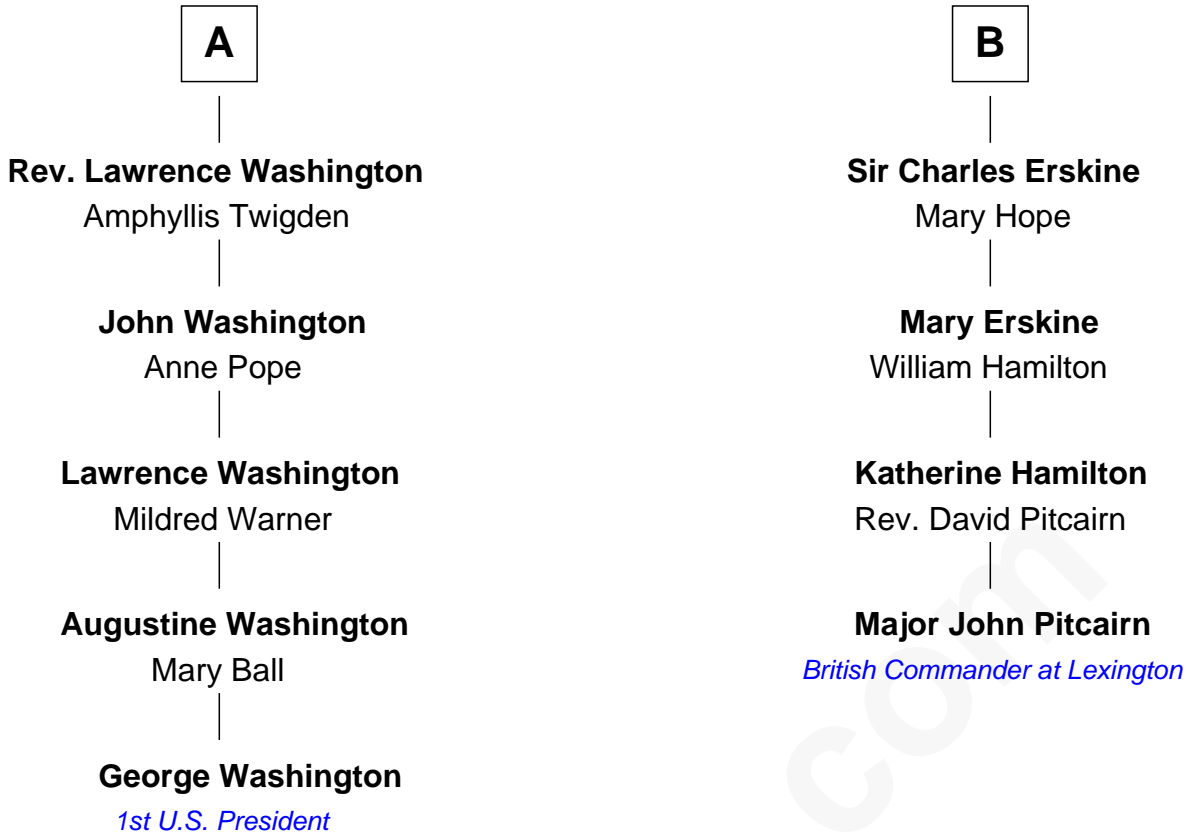 A
Rev. Lawrence Washington
Amphyllis Twigden
John Washington
Anne Pope
Lawrence Washington
Mildred Warner
Augustine Washington
Mary Ball
George Washington
1st U.S. President
B
Sir Charles Erskine
Mary Hope
Mary Erskine
William Hamilton
Katherine Hamilton
Rev. David Pitcairn
Major John Pitcairn
British Commander at Lexington
com